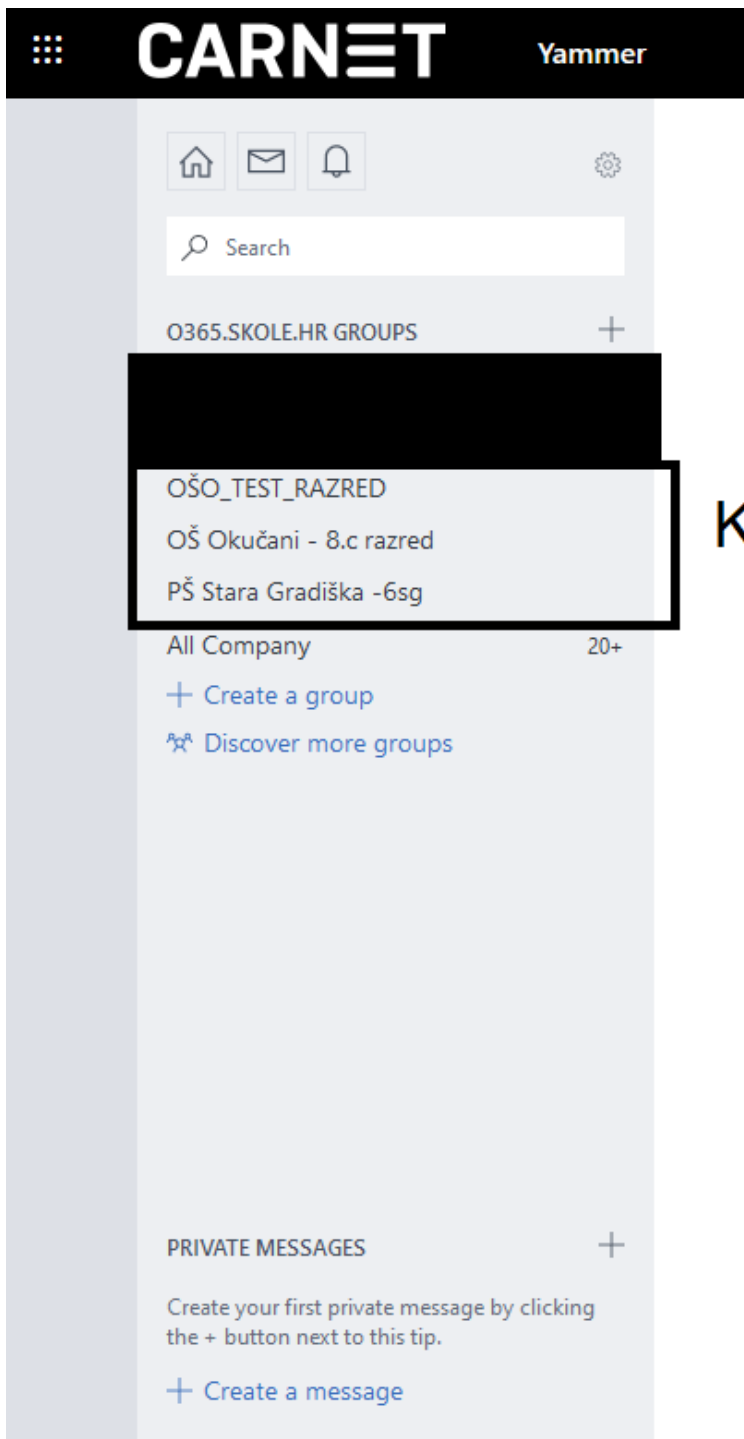 CARNET Yammer
Search
O365.SKOLE.HR GROUPS
OŠO_TEST_RAZRED
OŠ Okučani - 8.c razred
PŠ Stara Gradiška -6sg
All Company 20+
+ Create a group
Discover more groups
K
PRIVATE MESSAGES
Create your first private message by clicking
the + button next to this tip.
+ Create a message